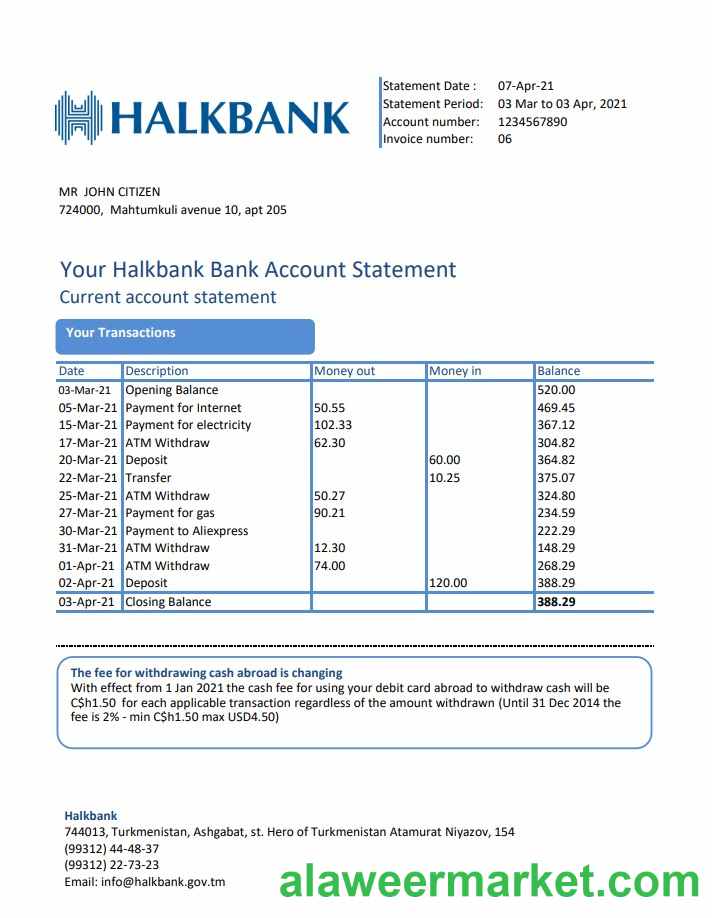 HALKBANK
Statement Date : 07-Apr-21
Statement Period: 03 Mar to 03 Apr, 2021
Account number: 1234567890
Invoice number: 06
MR JOHN CITIZEN
724000, Mahtumkuli avenue 10, apt 205
Your Halkbank Bank Account Statement
Current account statement
Your Transactions
Date Description Money out Money in Balance
03-Mar-21 Opening Balance 520.00
05-Mar-21 Payment for Internet 50.55 469.45
15-Mar-21 Payment for electricity 102.33 367.12
17-Mar-21 ATM Withdraw 62.30 304.82
20-Mar-21 Deposit 60.00 364.82
22-Mar-21 Transfer 10.25 375.07
25-Mar-21 ATM Withdraw 50.27 324.80
27-Mar-21 Payment for gas 90.21 234.59
30-Mar-21 Payment to Aliexpress 222.29
31-Mar-21 ATM Withdraw 12.30 148.29
01-Apr-21 ATM Withdraw 74.00 268.29
02-Apr-21 Deposit 120.00 388.29
03-Apr-21 Closing Balance 388.29
The fee for withdrawing cash abroad is changing
With effect from 1 Jan 2021 the cash fee for using your debit card abroad to withdraw cash will be
C$h1.50 for each applicable transaction regardless of the amount withdrawn (Until 31 Dec 2014 the
fee is 2% - min C$h1.50 max USD4.50)
Halkbank
744013, Turkmenistan, Ashgabat, st. Hero of Turkmenistan Atamurat Niyazov, 154
(99312) 44-48-37
(99312) 22-73-23
Email: info@halkbank.gov.tm
alaweermarket.com